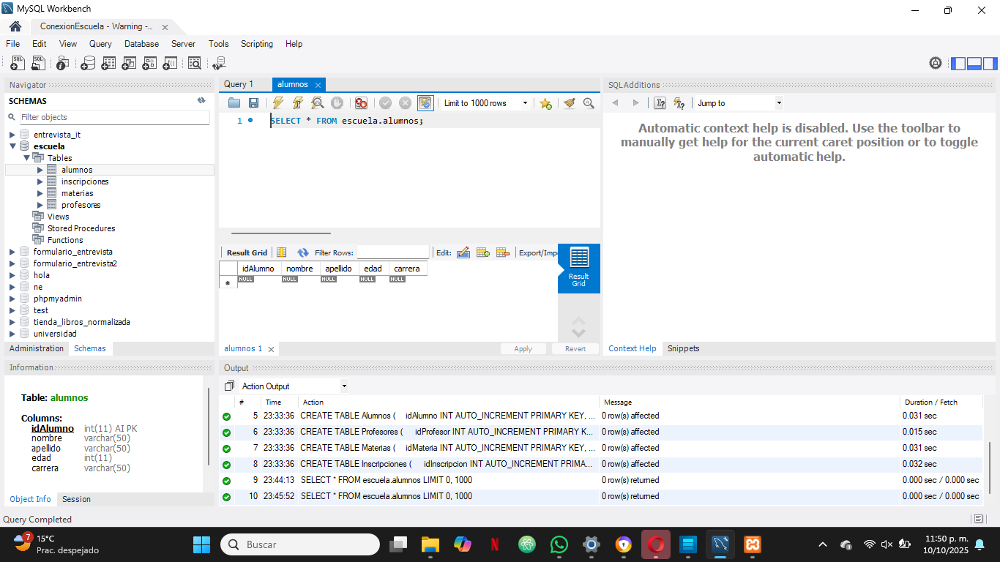 MySQL Workbench
ConexionEscuela - Warning -...
File Edit View Query Database Server Tools Scripting Help
Navigator
SCHEMAS
Filter objects
entrevista_it
escuela
Tables
alumnos
inscripciones
materias
profesores
Views
Stored Procedures
Functions
formulario_entrevista
formulario_entrevista2
hola
ne
phpmyadmin
test
tienda_libros_normalizada
universidad
Administration Schemas
Information
Table: alumnos
Columns:
idAlumno int(11) AI PK
nombre varchar(50)
apellido varchar(50)
edad int(11)
carrera varchar(50)
Object Info Session
Query 1 alumnos
Limit to 1000 rows
1 SELECT * FROM escuela.alumnos;
Result Grid Filter Rows: Edit: Export/Imp
idAlumno nombre apellido edad carrera
NULL NULL NULL NULL NULL
Result
Grid
alumnos 1 Apply Revert
SQLAdditions
Jump to
Automatic context help is disabled. Use the toolbar to
manually get help for the current caret position or to toggle
automatic help.
Context Help Snippets
Output
Action Output
# Time Action Message Duration / Fetch
5 23:33:36 CREATE TABLE Alumnos ( idAlumno INT AUTO_INCREMENT PRIMARY KEY, ... 0 row(s) affected 0.031 sec
6 23:33:36 CREATE TABLE Profesores ( idProfesor INT AUTO_INCREMENT PRIMARY K... 0 row(s) affected 0.015 sec
7 23:33:36 CREATE TABLE Materias ( idMateria INT AUTO_INCREMENT PRIMARY KEY, ... 0 row(s) affected 0.031 sec
8 23:33:36 CREATE TABLE Inscripciones ( idInscripcion INT AUTO_INCREMENT PRIMA... 0 row(s) affected 0.032 sec
9 23:44:13 SELECT * FROM escuela.alumnos LIMIT 0, 1000 0 row(s) returned 0.000 sec / 0.000 sec
10 23:45:52 SELECT * FROM escuela.alumnos LIMIT 0, 1000 0 row(s) returned 0.000 sec / 0.000 sec
Query Completed
7
15°C
Prac. despejado
Buscar
11:50 p. m.
10/10/2025